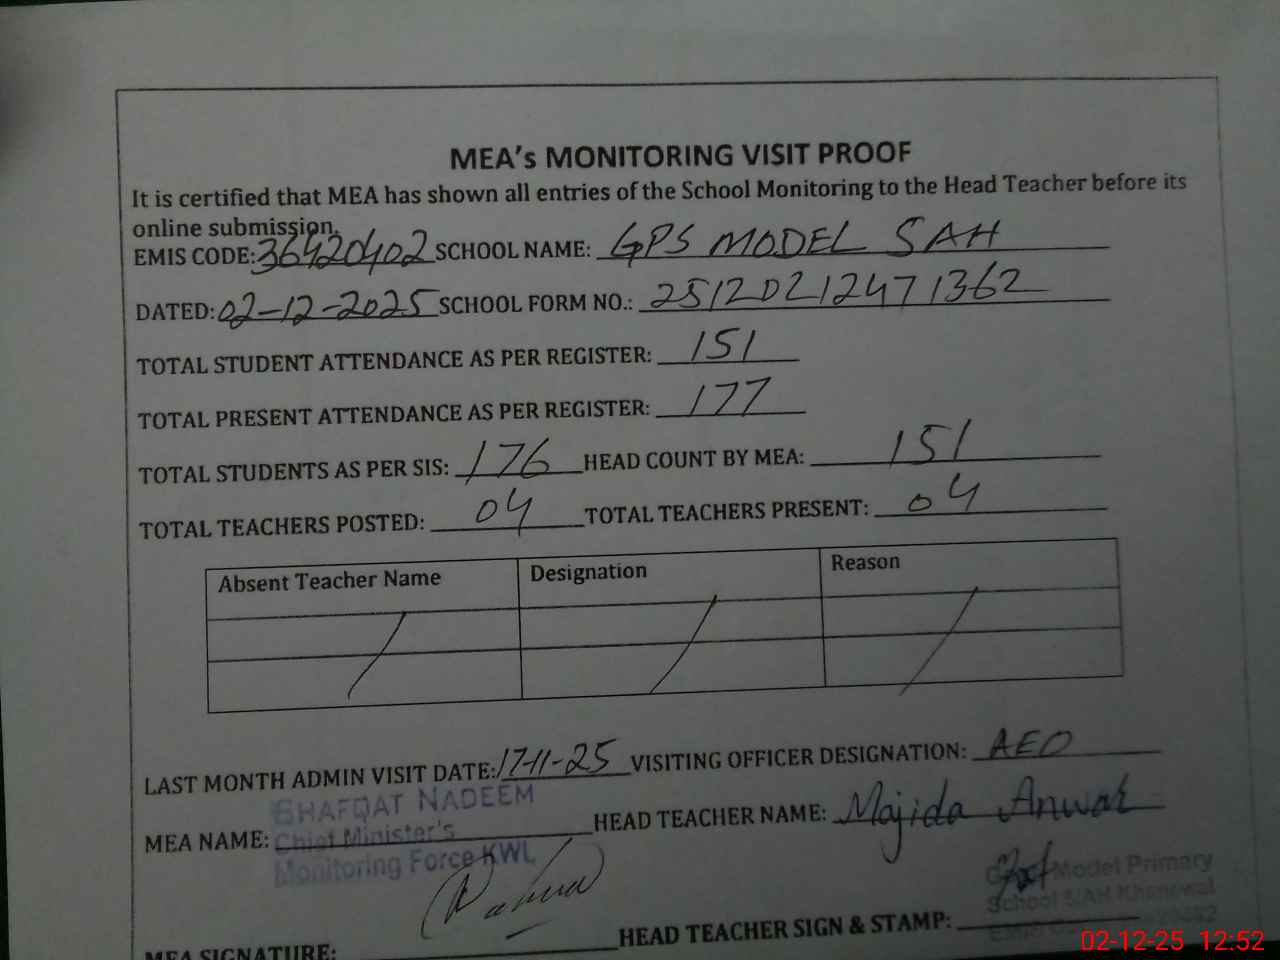 MEA's MONITORING VISIT PROOF
It is certified that MEA has shown all entries of the School Monitoring to the Head Teacher before its
online submission.
EMIS CODE: 36420402 SCHOOL NAME: GPS MODEL SAH
DATED: 02-12-2025 SCHOOL FORM NO.: 2512021247 1362
TOTAL STUDENT ATTENDANCE AS PER REGISTER: 151
TOTAL PRESENT ATTENDANCE AS PER REGISTER: 177
TOTAL STUDENTS AS PER SIS: 176 HEAD COUNT BY MEA: 151
TOTAL TEACHERS POSTED: 04 TOTAL TEACHERS PRESENT: 04
Absent Teacher Name Designation Reason
LAST MONTH ADMIN VISIT DATE: 17-11-25 VISITING OFFICER DESIGNATION: AEO
SHAFQAT NADEEM
MEA NAME: Chief Minister's HEAD TEACHER NAME: Majida Anwar
Monitoring Force KWL
Model Primary
School SAH Khanewal
MEA SIGNATURE: HEAD TEACHER SIGN & STAMP:
02-12-25 12:52